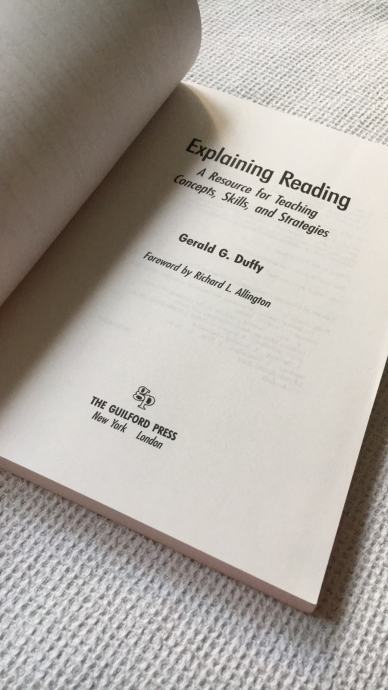 Explaining Reading
A Resource for Teaching
Concepts, Skills, and Strategies
Gerald G. Duffy
Foreword by Richard L. Allington
gp
THE GUILFORD PRESS
New York London